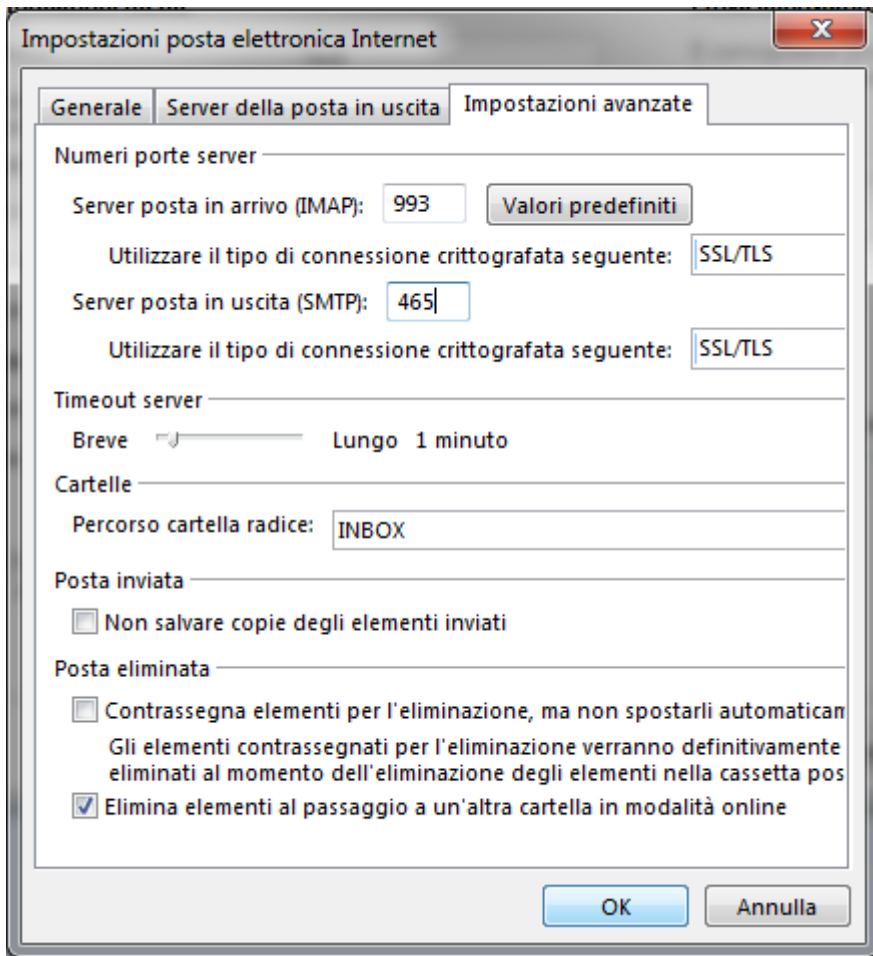 Impostazioni posta elettronica Internet
Generale Server della posta in uscita Impostazioni avanzate
Numeri porte server
Server posta in arrivo (IMAP): 993 Valori predefiniti
Utilizzare il tipo di connessione crittografata seguente: SSL/TLS
Server posta in uscita (SMTP): 465
Utilizzare il tipo di connessione crittografata seguente: SSL/TLS
Timeout server
Breve Lungo 1 minuto
Cartelle
Percorso cartella radice: INBOX
Posta inviata
Non salvare copie degli elementi inviati
Posta eliminata
Contrassegna elementi per l'eliminazione, ma non spostarli automaticam
Gli elementi contrassegnati per l'eliminazione verranno definitivamente
eliminati al momento dell'eliminazione degli elementi nella cassetta pos
Elimina elementi al passaggio a un'altra cartella in modalità online
OK Annulla